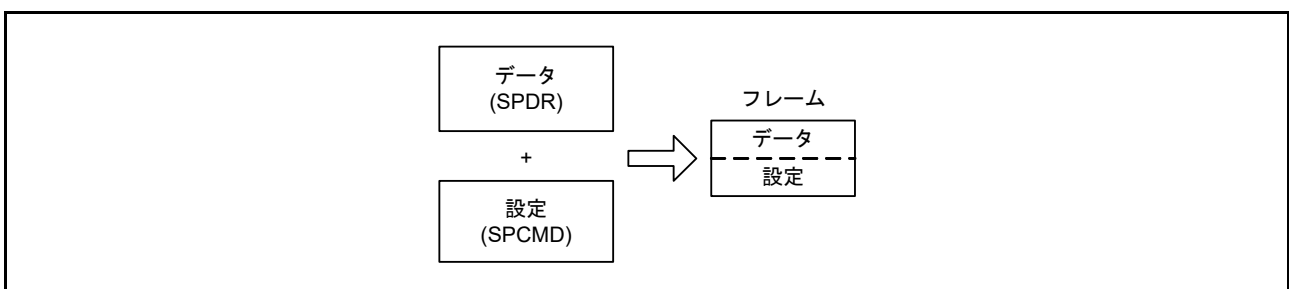 データ
(SPDR)
+
設定
(SPCMD)
フレーム
データ
設定